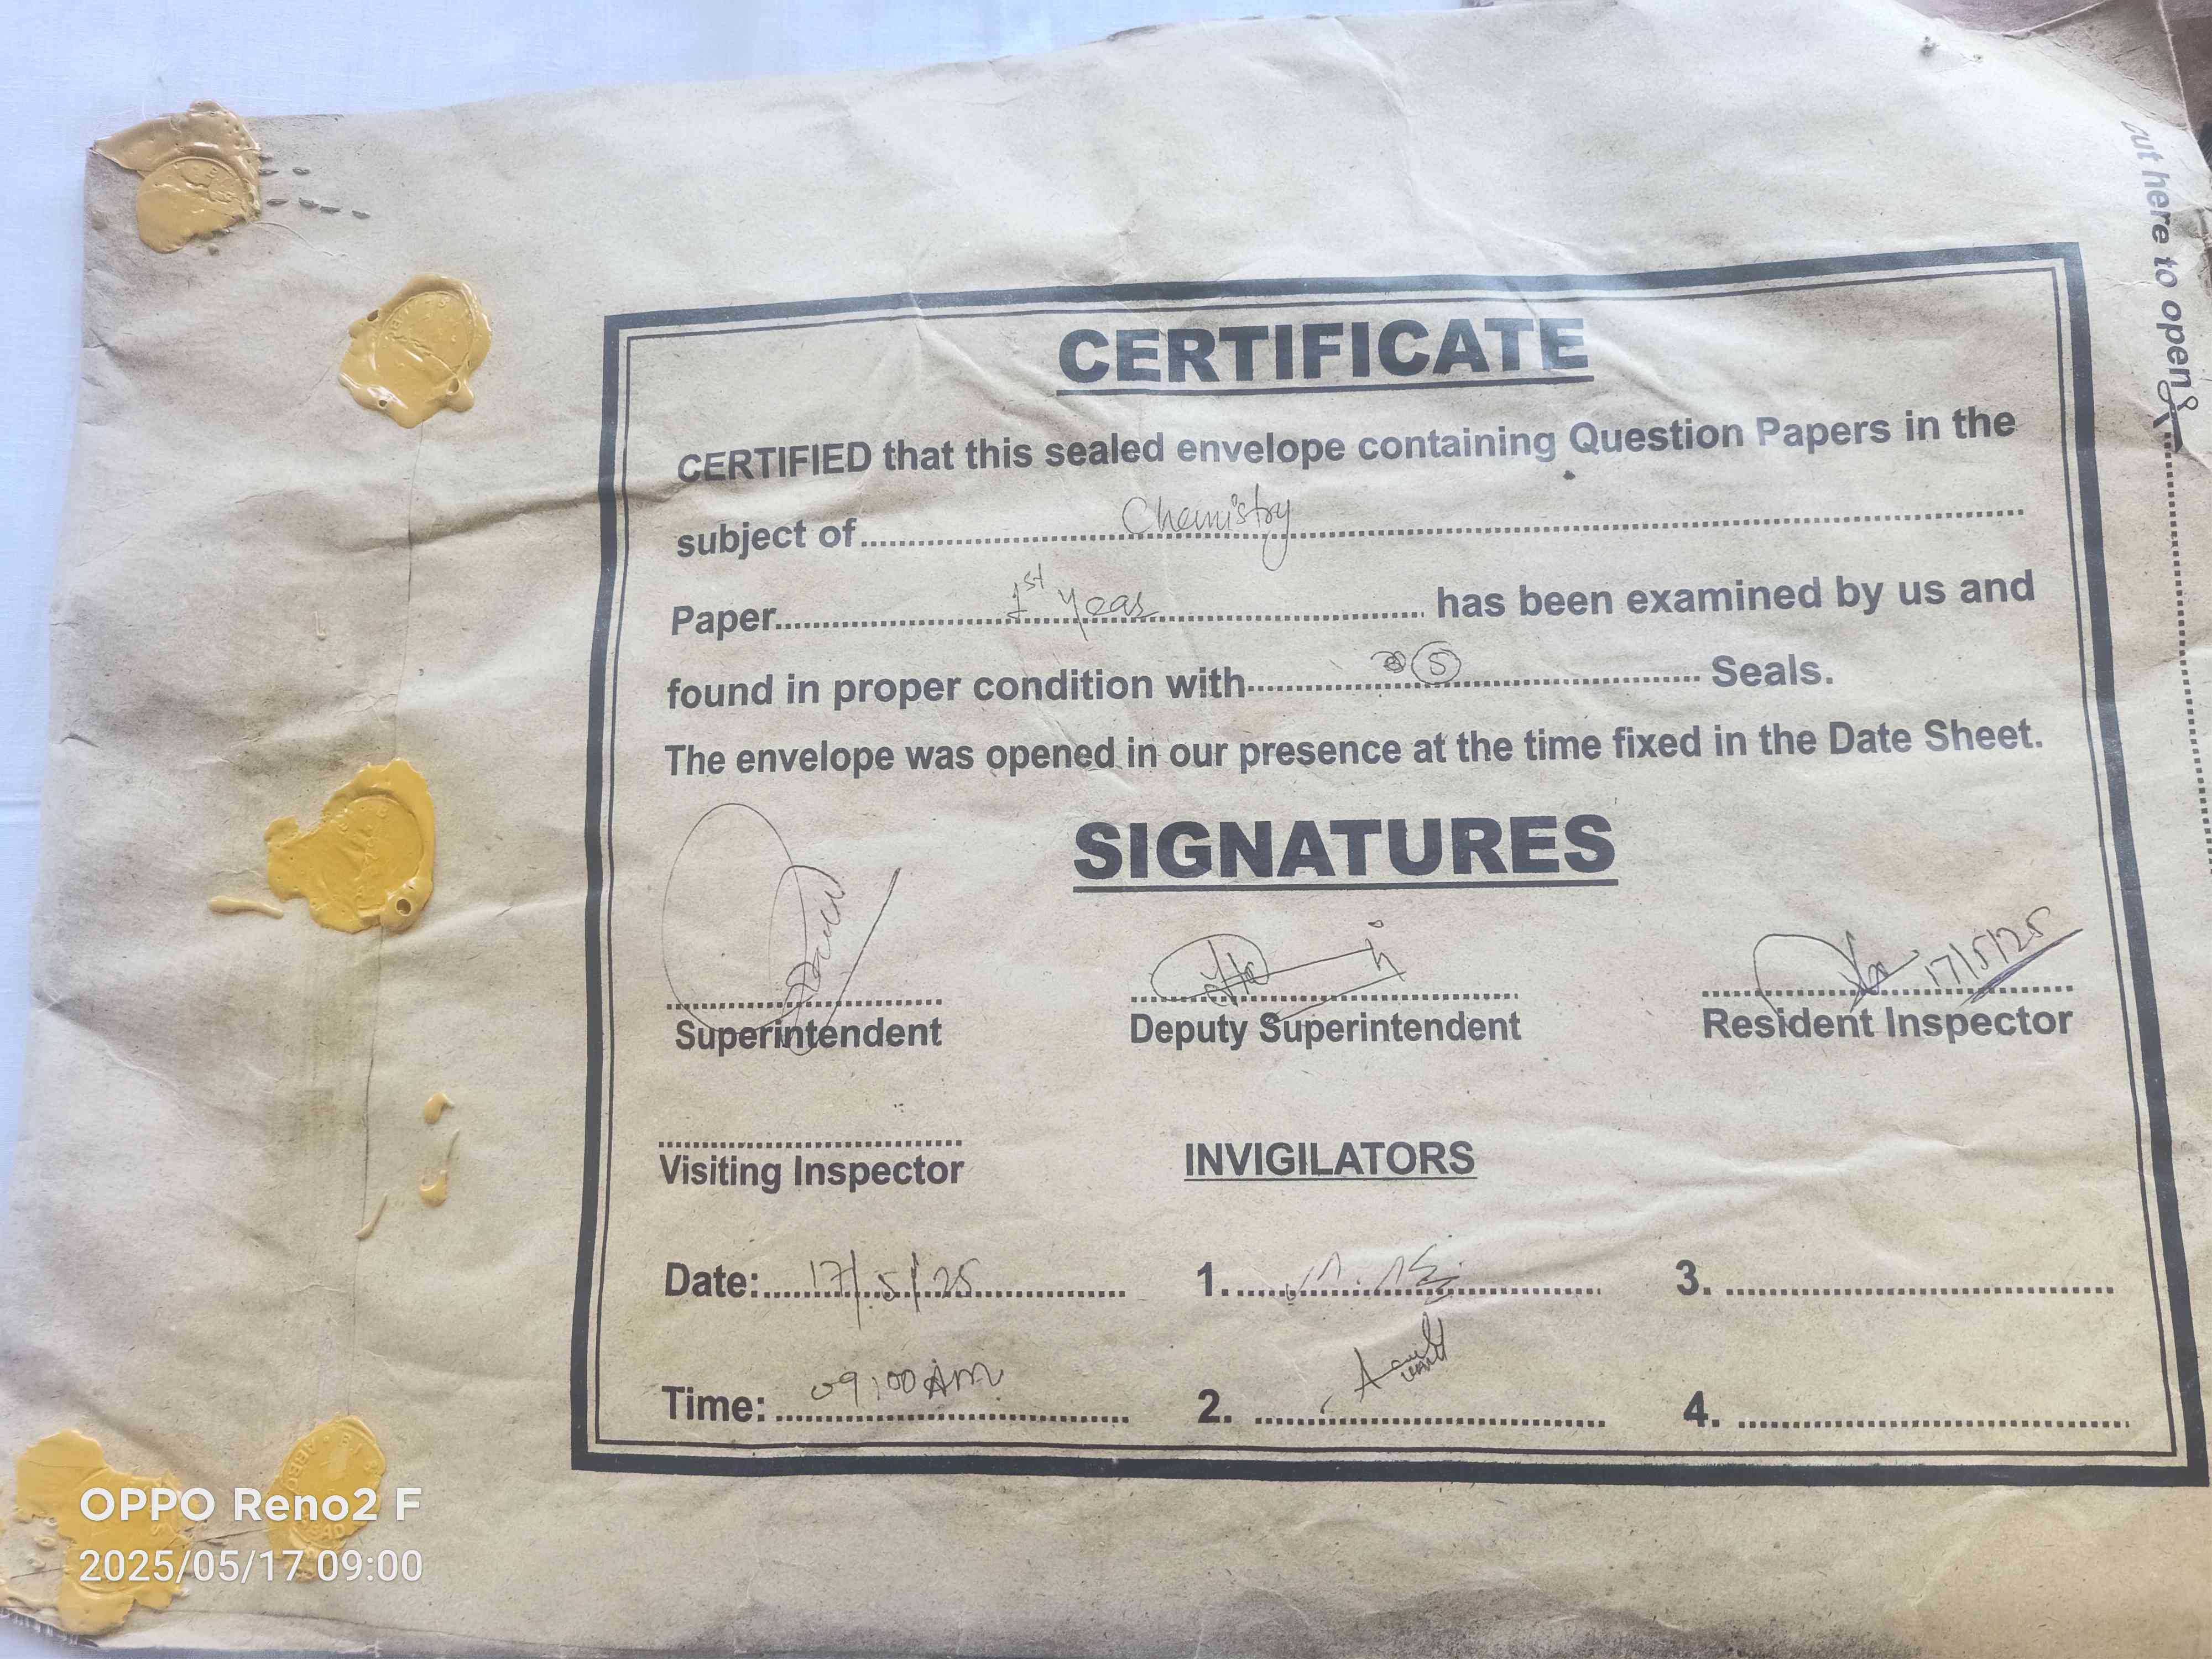 cut here to open
CERTIFICATE
CERTIFIED that this sealed envelope containing Question Papers in the
subject of Chemistry
Paper 1st Year has been examined by us and
found in proper condition with 5 Seals.
The envelope was opened in our presence at the time fixed in the Date Sheet.
SIGNATURES
17/5/25
Superintendent Deputy Superintendent Resident Inspector
Visiting Inspector INVIGILATORS
Date: 17/5/25 1. 3.
Time: 09:00 AM 2. 4.
OPPO Reno2 F
2025/05/17 09:00